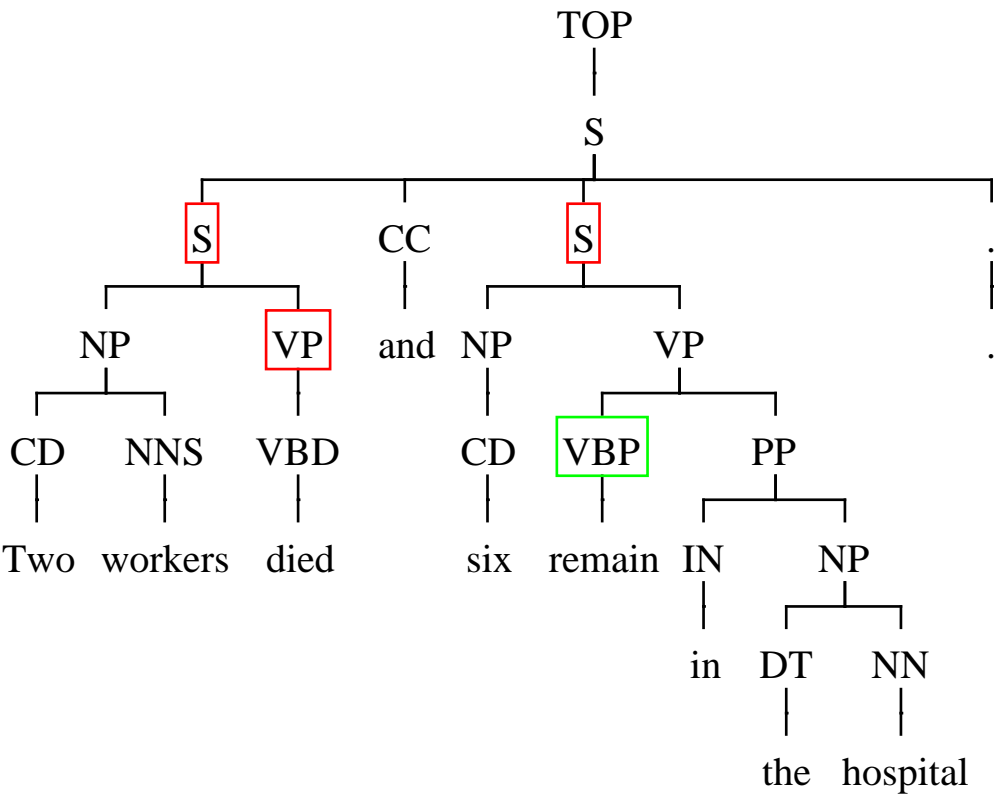 TOP
S
S CC S .
NP VP and NP VP .
CD NNS VBD CD VBP PP
Two workers died six remain IN NP
in DT NN
the hospital